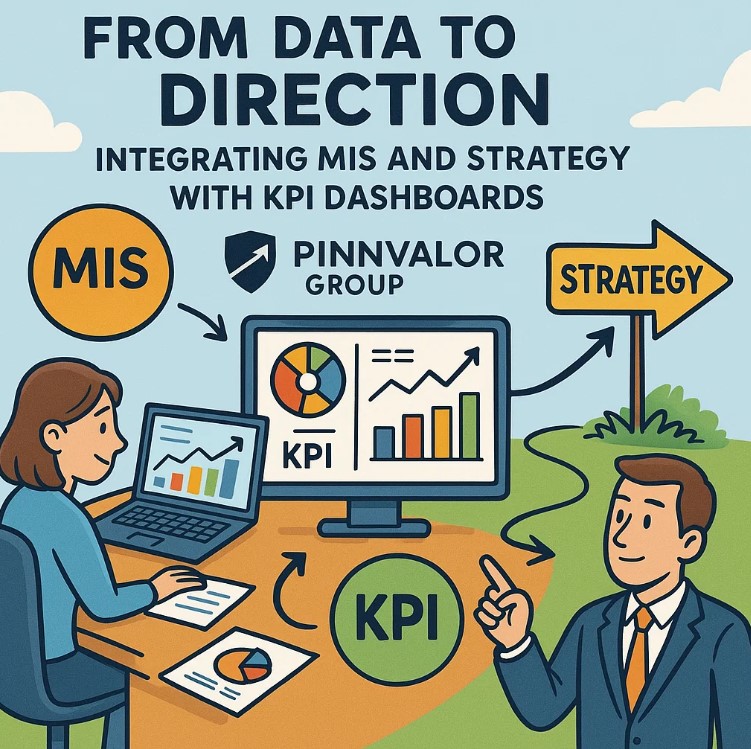 FROM DATA TO
DIRECTION
INTEGRATING MIS AND STRATEGY
WITH KPI DASHBOARDS
MIS
PINNVALOR
GROUP
STRATEGY
KPI
KPI